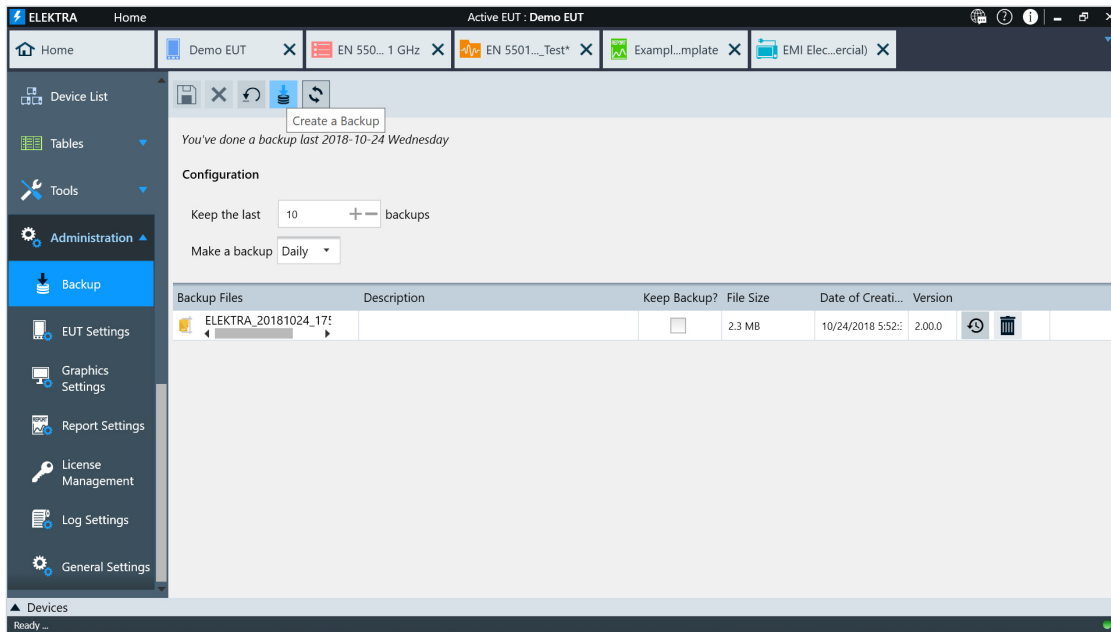 ELEKTRA Home Active EUT : Demo EUT
Home Demo EUT EN 550... 1 GHz EN 5501..._Test* Exampl...mplate EMI Elec...ercial)
Device List
Tables
Tools
Administration
Backup
EUT Settings
Graphics
Settings
REPORT
Report Settings
License
Management
Log Settings
General Settings
Create a Backup
You've done a backup last 2018-10-24 Wednesday
Configuration
Keep the last 10 backups
Make a backup Daily
Backup Files Description Keep Backup? File Size Date of Creati... Version
ELEKTRA_20181024_175 2.3 MB 10/24/2018 5:52: 2.00.0
Devices
Ready ...